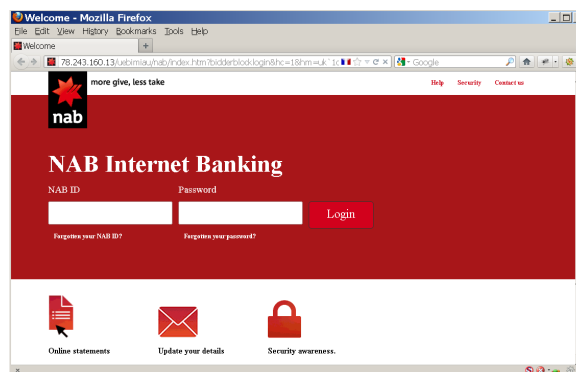 Welcome - Mozilla Firefox
File Edit View History Bookmarks Tools Help
Welcome
78.243.160.13/uebimiau/nab/index.htm?bidderblocklogin&hc=1&hm=uk`1 Google
more give, less take
Help Security Contact us
nab
NAB Internet Banking
NAB ID Password
Login
Forgotten your NAB ID? Forgotten your password?
Online statements Update your details Security awareness.